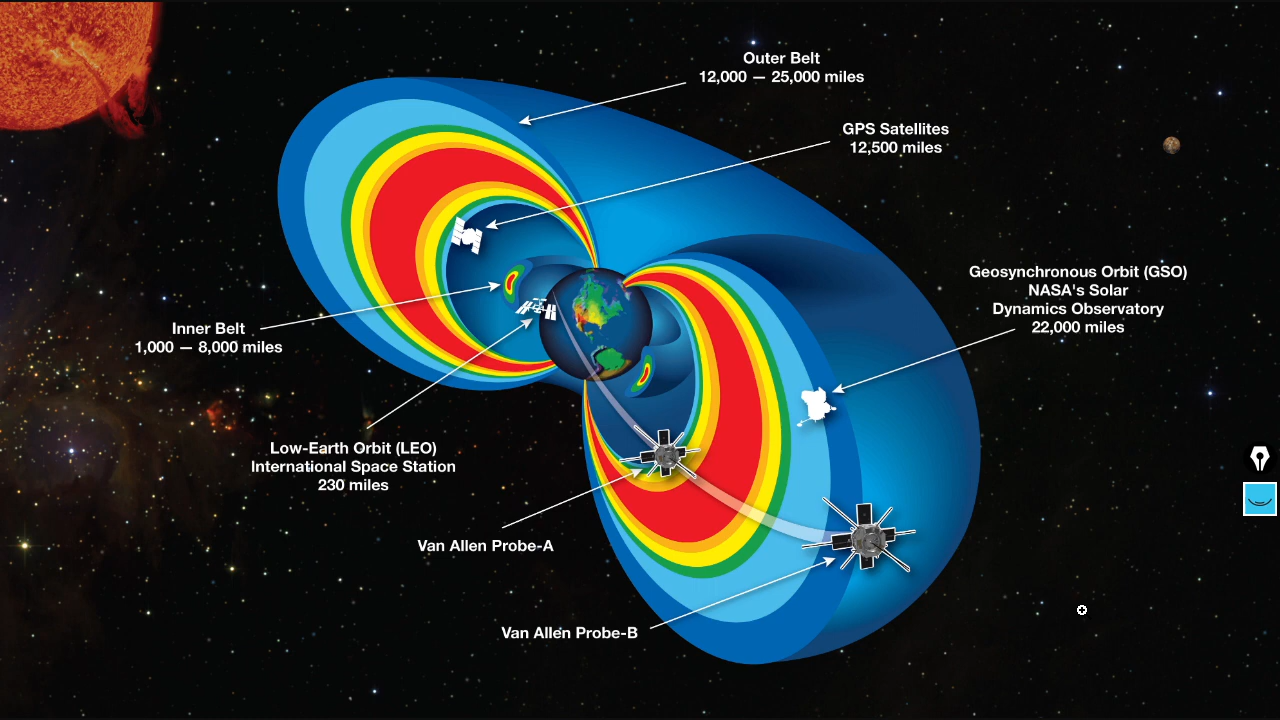 Outer Belt
12,000 — 25,000 miles
GPS Satellites
12,500 miles
Geosynchronous Orbit (GSO)
NASA's Solar
Dynamics Observatory
22,000 miles
Inner Belt
1,000 — 8,000 miles
Low-Earth Orbit (LEO)
International Space Station
230 miles
Van Allen Probe-A
Van Allen Probe-B